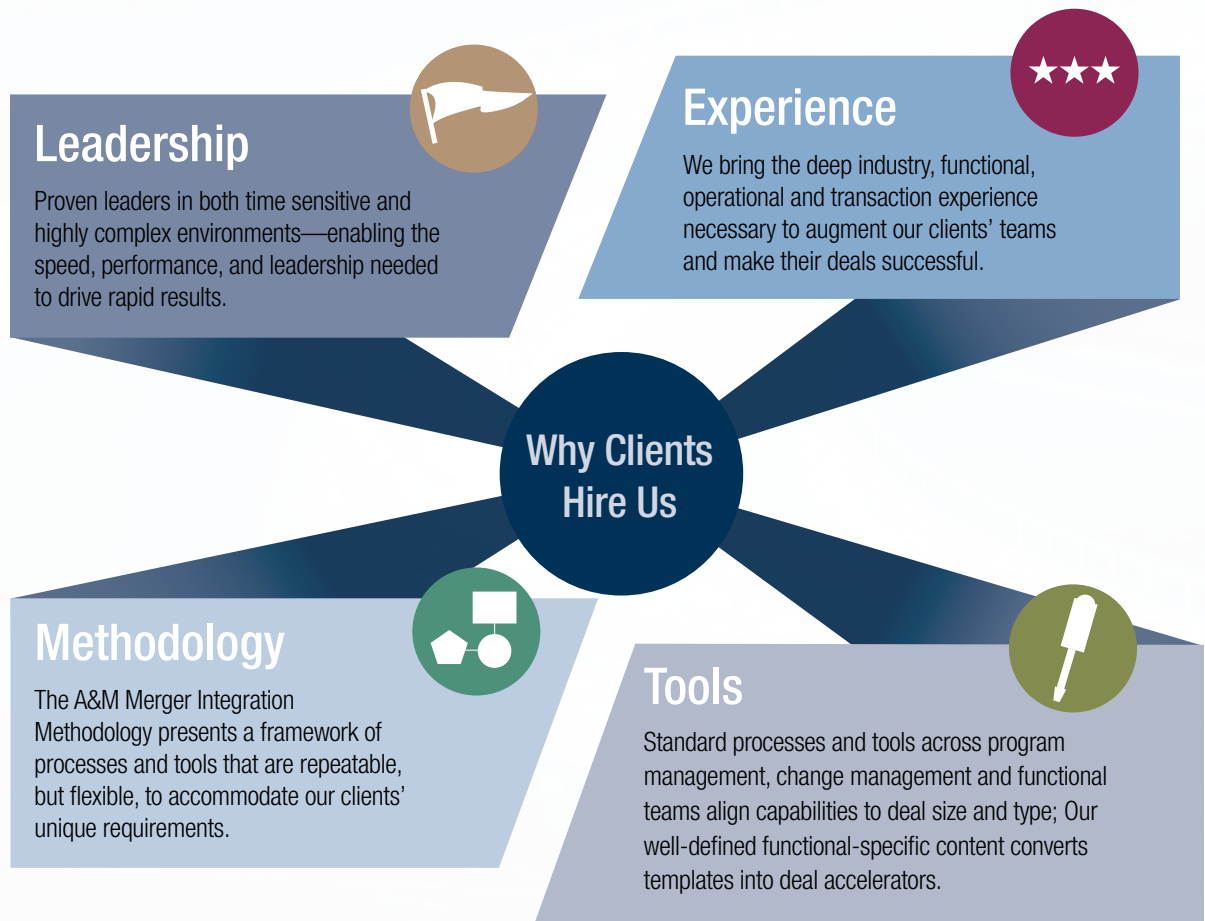 Leadership
Proven leaders in both time sensitive and
highly complex environments—enabling the
speed, performance, and leadership needed
to drive rapid results.
Experience
We bring the deep industry, functional,
operational and transaction experience
necessary to augment our clients’ teams
and make their deals successful.
Why Clients
Hire Us
Methodology
The A&M Merger Integration
Methodology presents a framework of
processes and tools that are repeatable,
but flexible, to accommodate our clients’
unique requirements.
Tools
Standard processes and tools across program
management, change management and functional
teams align capabilities to deal size and type; Our
well-defined functional-specific content converts
templates into deal accelerators.